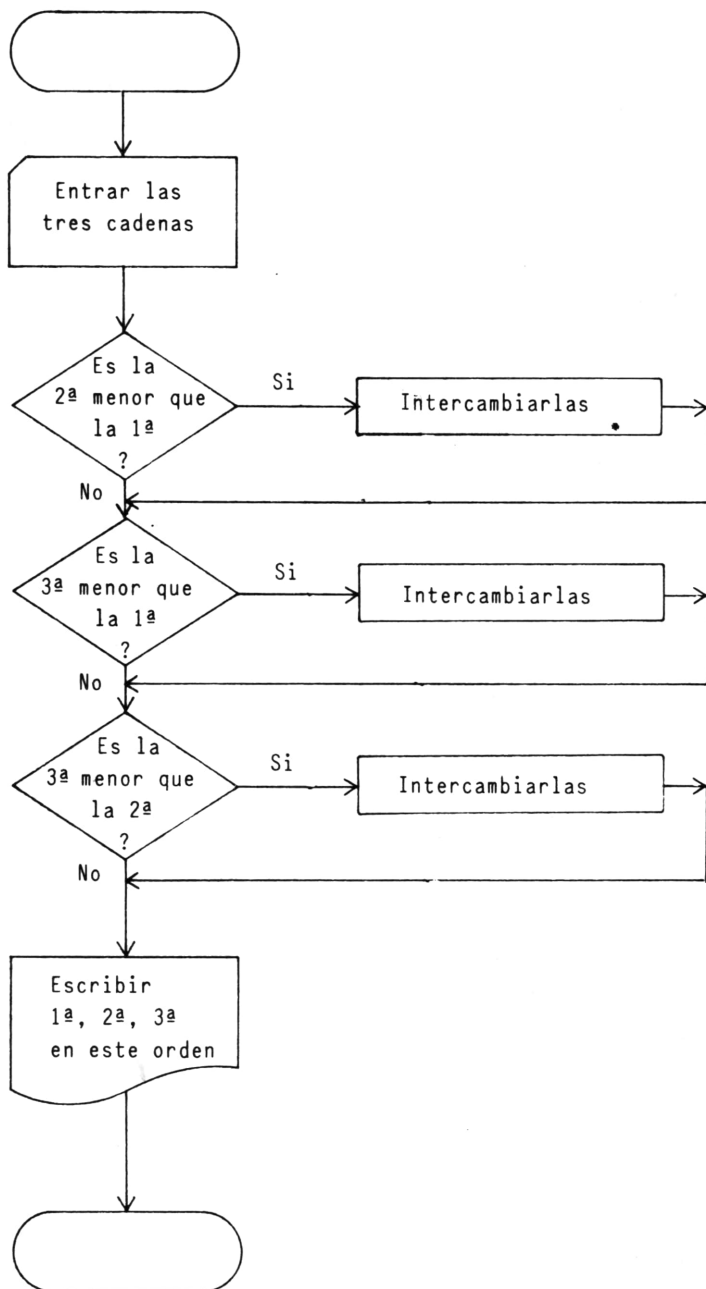 Entrar las
tres cadenas
Es la
2ª menor que
la 1ª
?
Si
Intercambiarlas
No
Es la
3ª menor que
la 1ª
?
Si
Intercambiarlas
No
Es la
3ª menor que
la 2ª
?
Si
Intercambiarlas
No
Escribir
1ª, 2ª, 3ª
en este orden